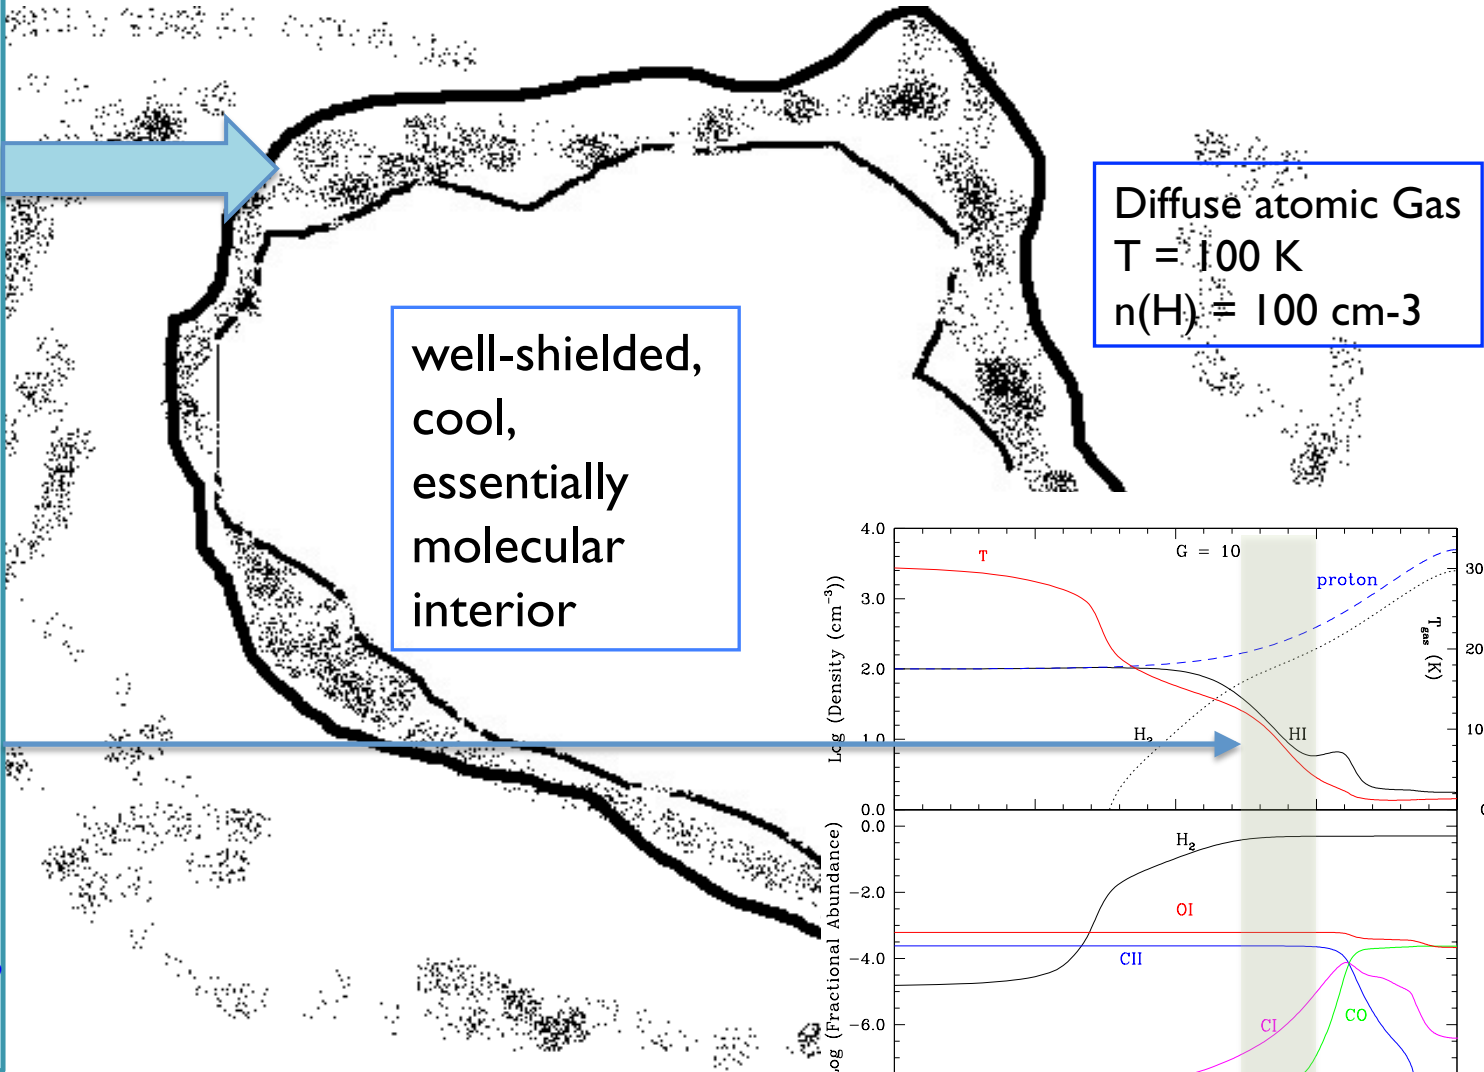 Diffuse atomic Gas
T = 100 K
n(H) = 100 cm-3
well-shielded,
cool,
essentially
molecular
interior
4.0
3.0
2.0
1.0
0.0
Log (Density (cm⁻³))
T
G = 10
proton
H₂
HI
30
20
10
0
T_gas (K)
0.0
-2.0
-4.0
-6.0
(Fractional Abundance)
H₂
OI
CII
CI
CO